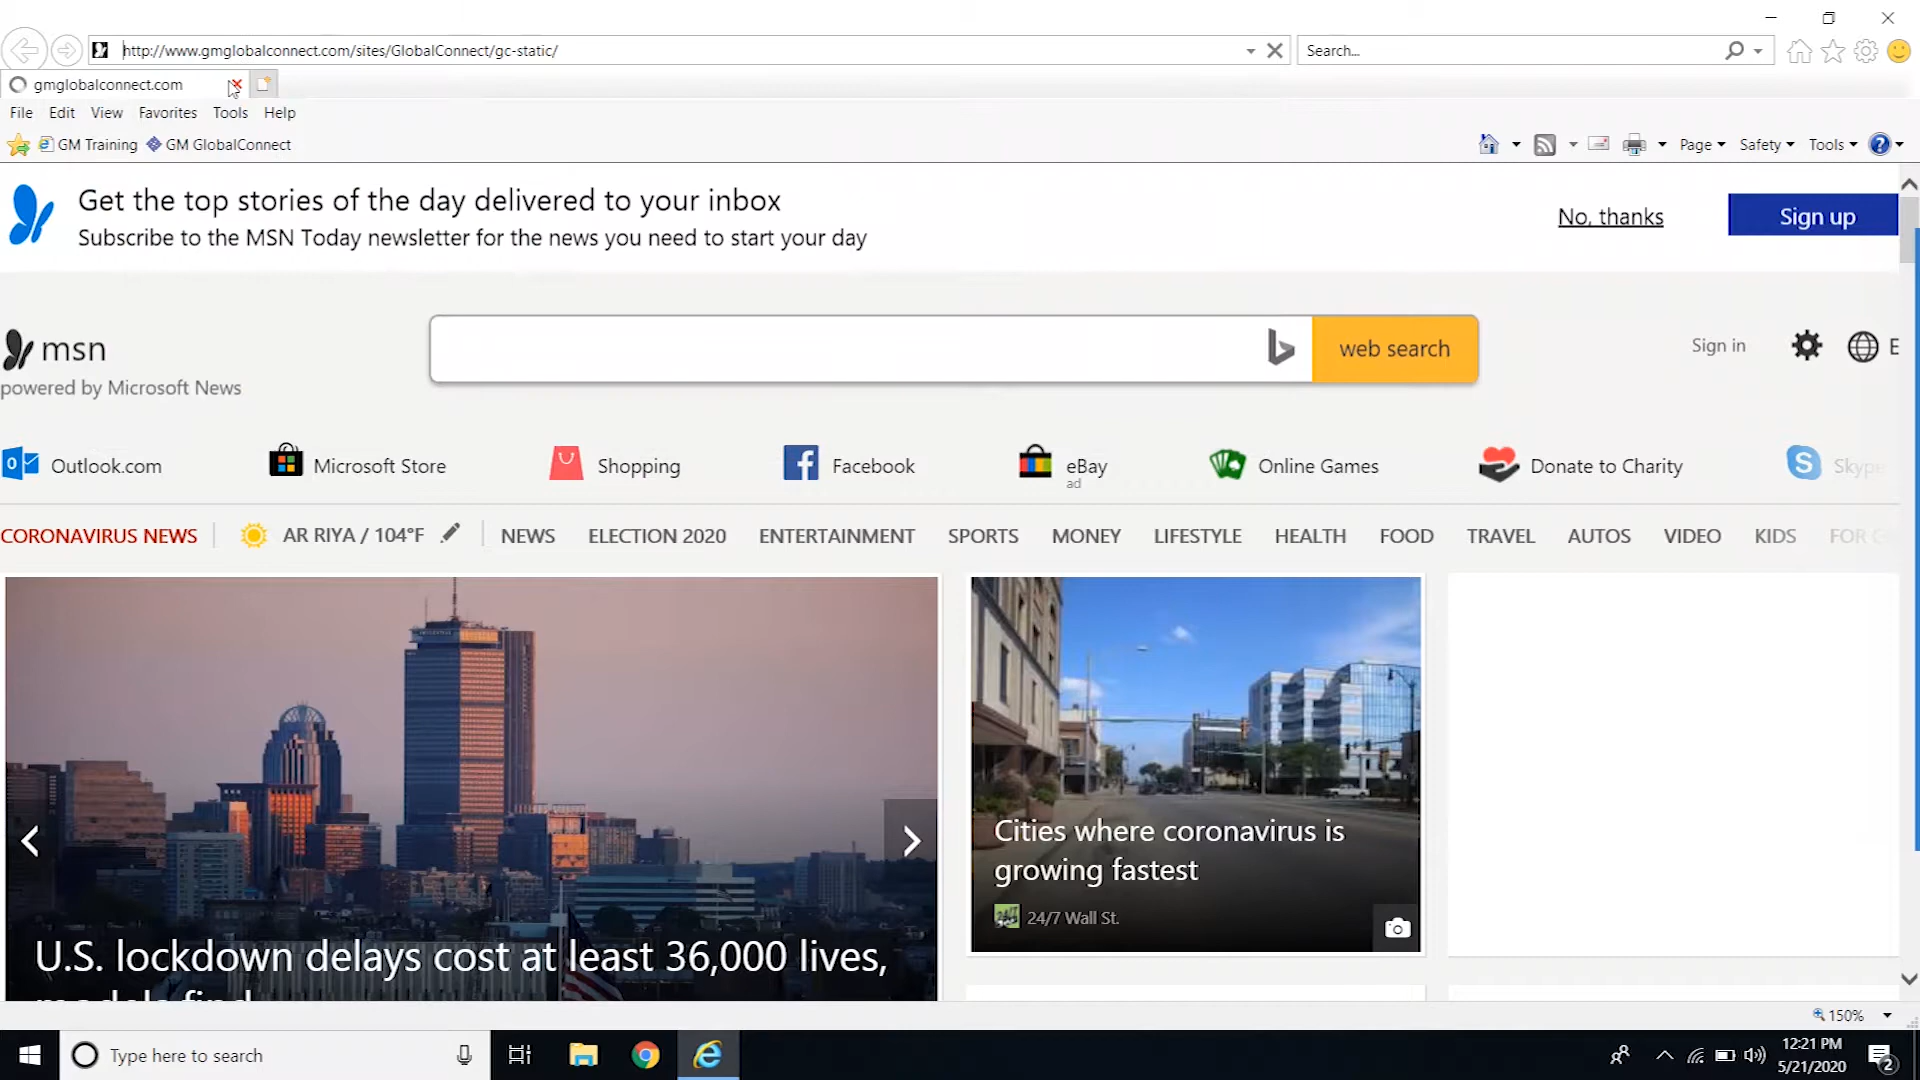 http://www.gmglobalconnect.com/sites/GlobalConnect/gc-static/
Search...
gmglobalconnect.com
File Edit View Favorites Tools Help
GM Training GM GlobalConnect
Page Safety Tools
Get the top stories of the day delivered to your inbox
Subscribe to the MSN Today newsletter for the news you need to start your day
No, thanks
Sign up
msn
powered by Microsoft News
web search
Sign in
E
Outlook.com Microsoft Store Shopping Facebook eBay Online Games Donate to Charity Skype
ad
CORONAVIRUS NEWS AR RIYA / 104°F NEWS ELECTION 2020 ENTERTAINMENT SPORTS MONEY LIFESTYLE HEALTH FOOD TRAVEL AUTOS VIDEO KIDS FOR
Cities where coronavirus is
growing fastest
24/7 Wall St.
U.S. lockdown delays cost at least 36,000 lives,
models find
150%
Type here to search
12:21 PM
5/21/2020
2